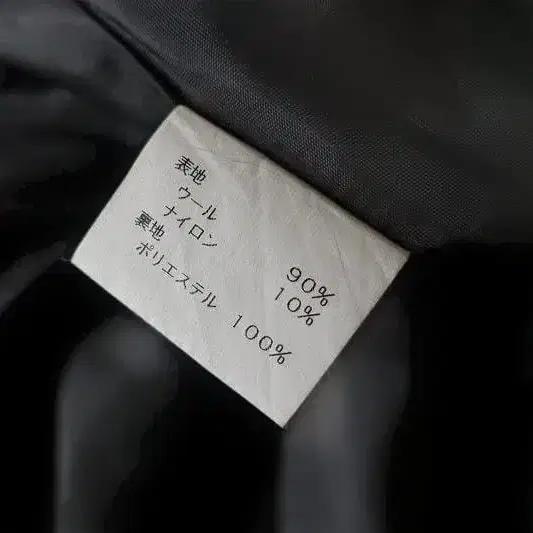 表地
ウール 90%
ナイロン 10%
裏地
ポリエステル 100%